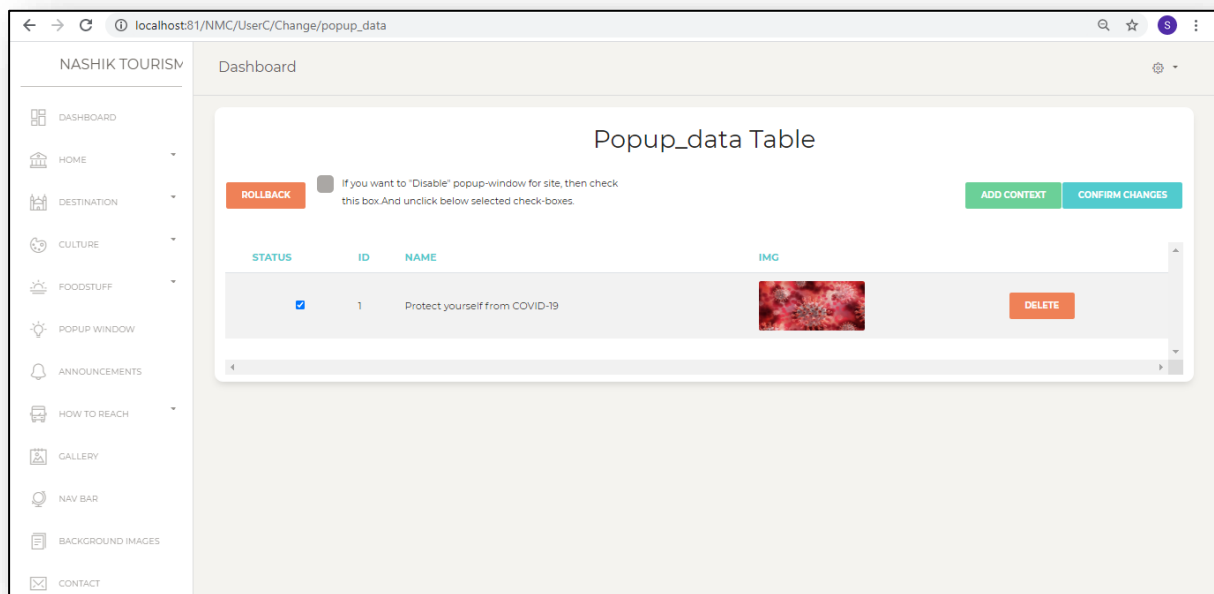 localhost:81/NMC/UserC/Change/popup_data
S
NASHIK TOURISM
Dashboard
DASHBOARD
HOME
DESTINATION
CULTURE
FOODSTUFF
POPUP WINDOW
ANNOUNCEMENTS
HOW TO REACH
GALLERY
NAV BAR
BACKGROUND IMAGES
CONTACT
Popup_data Table
ROLLBACK
If you want to "Disable" popup-window for site, then check
this box.And unclick below selected check-boxes.
ADD CONTEXT
CONFIRM CHANGES
STATUS ID NAME IMG
1 Protect yourself from COVID-19 DELETE